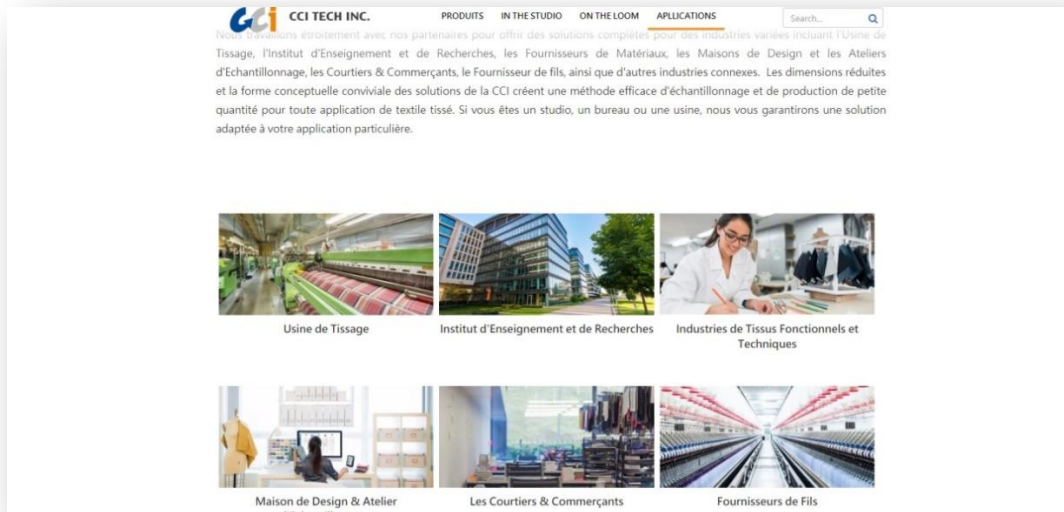 CCi CCI TECH INC. PRODUITS IN THE STUDIO ON THE LOOM APLLICATIONS Search...
Nous travaillons étroitement avec nos partenaires pour offrir des solutions complètes pour des industries variées incluant l'Usine de
Tissage, l'Institut d'Enseignement et de Recherches, les Fournisseurs de Matériaux, les Maisons de Design et les Ateliers
d'Echantillonnage, les Courtiers & Commerçants, le Fournisseur de fils, ainsi que d'autres industries connexes. Les dimensions réduites
et la forme conceptuelle conviviale des solutions de la CCI créent une méthode efficace d'échantillonnage et de production de petite
quantité pour toute application de textile tissé. Si vous êtes un studio, un bureau ou une usine, nous vous garantirons une solution
adaptée à votre application particulière.
Usine de Tissage
Institut d'Enseignement et de Recherches
Industries de Tissus Fonctionnels et
Techniques
Maison de Design & Atelier
Les Courtiers & Commerçants
Fournisseurs de Fils